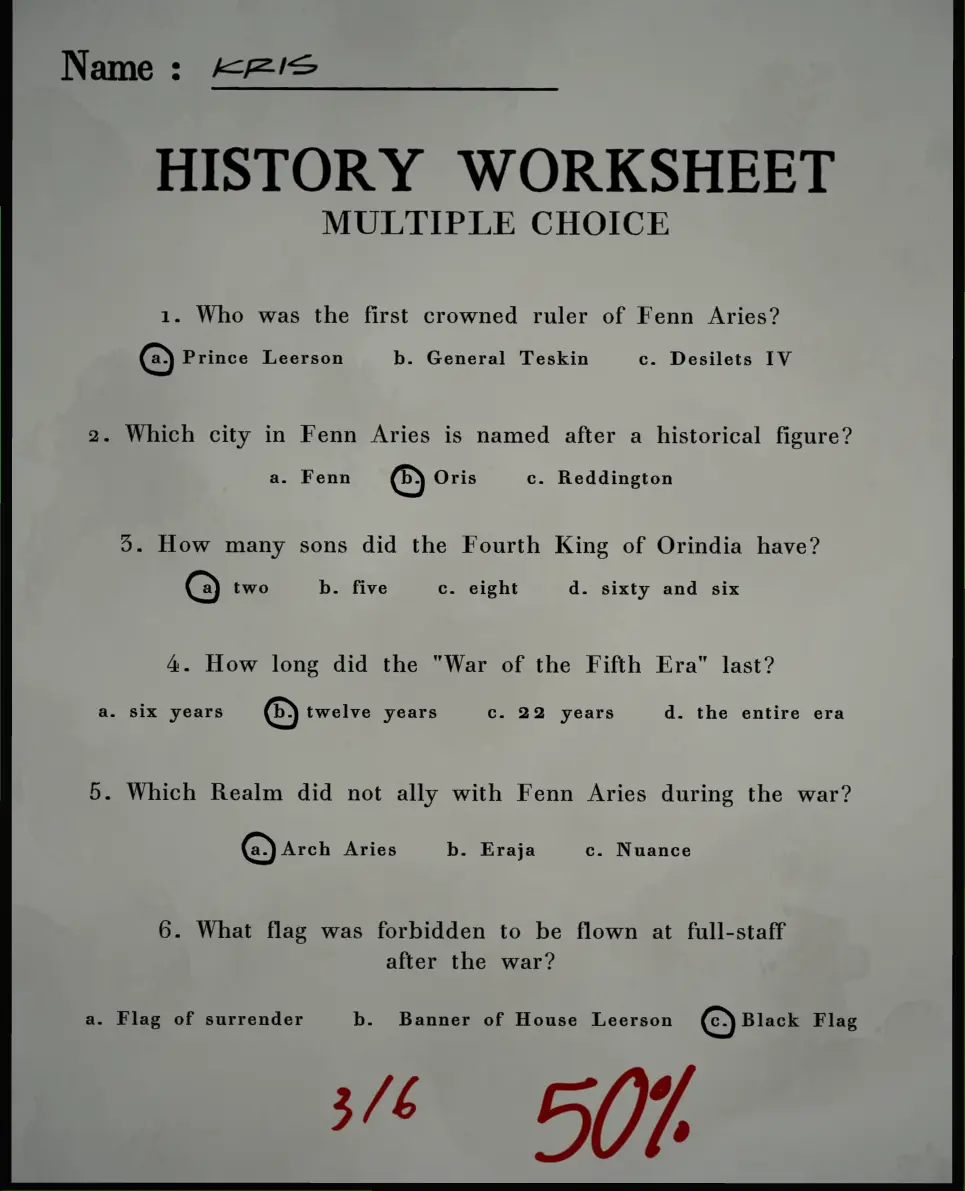 Name : KRIS
HISTORY WORKSHEET
MULTIPLE CHOICE
1. Who was the first crowned ruler of Fenn Aries?
a. Prince Leerson b. General Teskin c. Desilets IV
2. Which city in Fenn Aries is named after a historical figure?
a. Fenn b. Oris c. Reddington
3. How many sons did the Fourth King of Orindia have?
a two b. five c. eight d. sixty and six
4. How long did the "War of the Fifth Era" last?
a. six years b. twelve years c. 22 years d. the entire era
5. Which Realm did not ally with Fenn Aries during the war?
a. Arch Aries b. Eraja c. Nuance
6. What flag was forbidden to be flown at full-staff
after the war?
a. Flag of surrender b. Banner of House Leerson c. Black Flag
3/6 50%